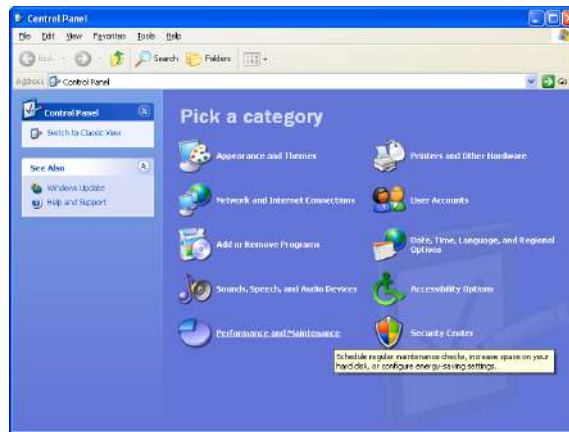 Control Panel
File Edit View Favorites Tools Help
Back Search Folders
Address Control Panel Go
Control Panel
Switch to Classic View
See Also
Windows Update
Help and Support
Pick a category
Appearance and Themes
Printers and Other Hardware
Network and Internet Connections
User Accounts
Add or Remove Programs
Date, Time, Language, and Regional
Options
Sounds, Speech, and Audio Devices
Accessibility Options
Performance and Maintenance
Security Center
Schedule regular maintenance checks, increase space on your
hard disk, or configure energy-saving settings.